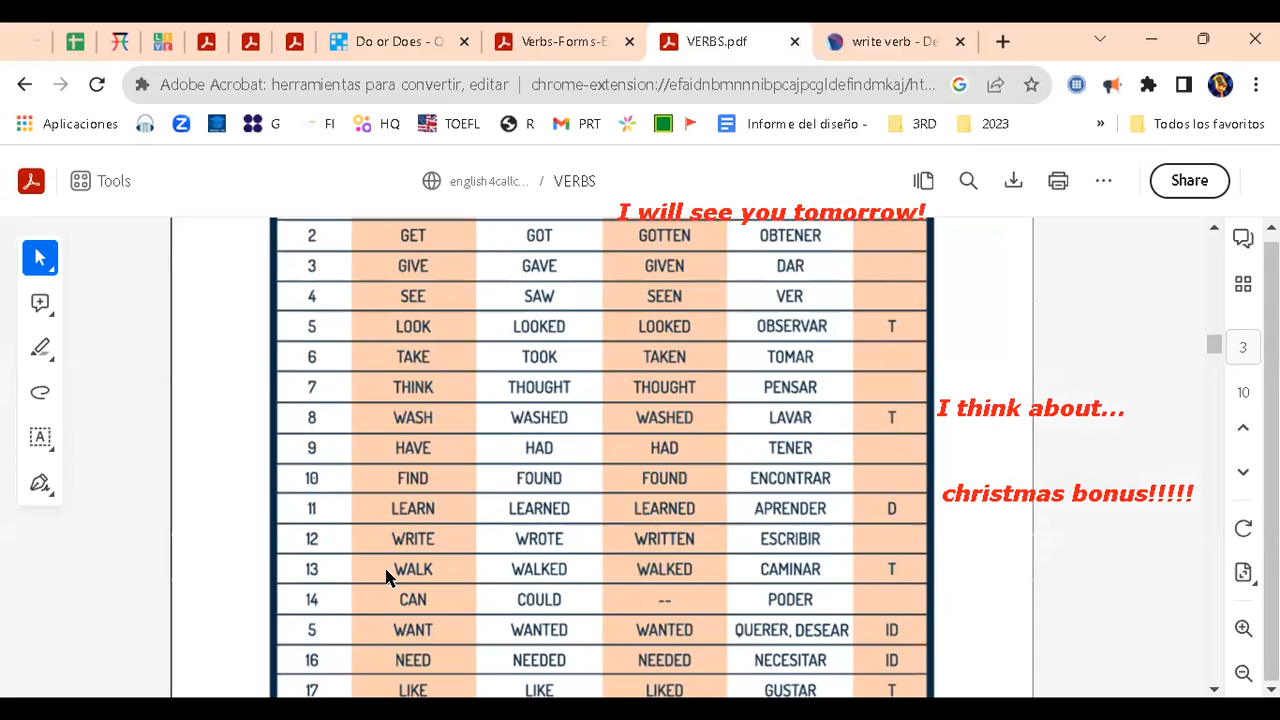 Do or Does - Q
Verbs-Forms-E
VERBS.pdf
write verb - De
Adobe Acrobat: herramientas para convertir, editar
chrome-extension://efaidnbmnnnibpcajpcglclefindmkaj/ht...
Aplicaciones
G
FI
HQ
TOEFL
R
PRT
Informe del diseño -
3RD
2023
»
Todos los favoritos
Tools
english4callc... / VERBS
Share
I will see you tomorrow!
2 GET GOT GOTTEN OBTENER
3 GIVE GAVE GIVEN DAR
4 SEE SAW SEEN VER
5 LOOK LOOKED LOOKED OBSERVAR T
6 TAKE TOOK TAKEN TOMAR
7 THINK THOUGHT THOUGHT PENSAR
8 WASH WASHED WASHED LAVAR T
I think about...
9 HAVE HAD HAD TENER
10 FIND FOUND FOUND ENCONTRAR
christmas bonus!!!!!
11 LEARN LEARNED LEARNED APRENDER D
12 WRITE WROTE WRITTEN ESCRIBIR
13 WALK WALKED WALKED CAMINAR T
14 CAN COULD -- PODER
5 WANT WANTED WANTED QUERER, DESEAR ID
16 NEED NEEDED NEEDED NECESITAR ID
17 LIKE LIKE LIKED GUSTAR T
3
10